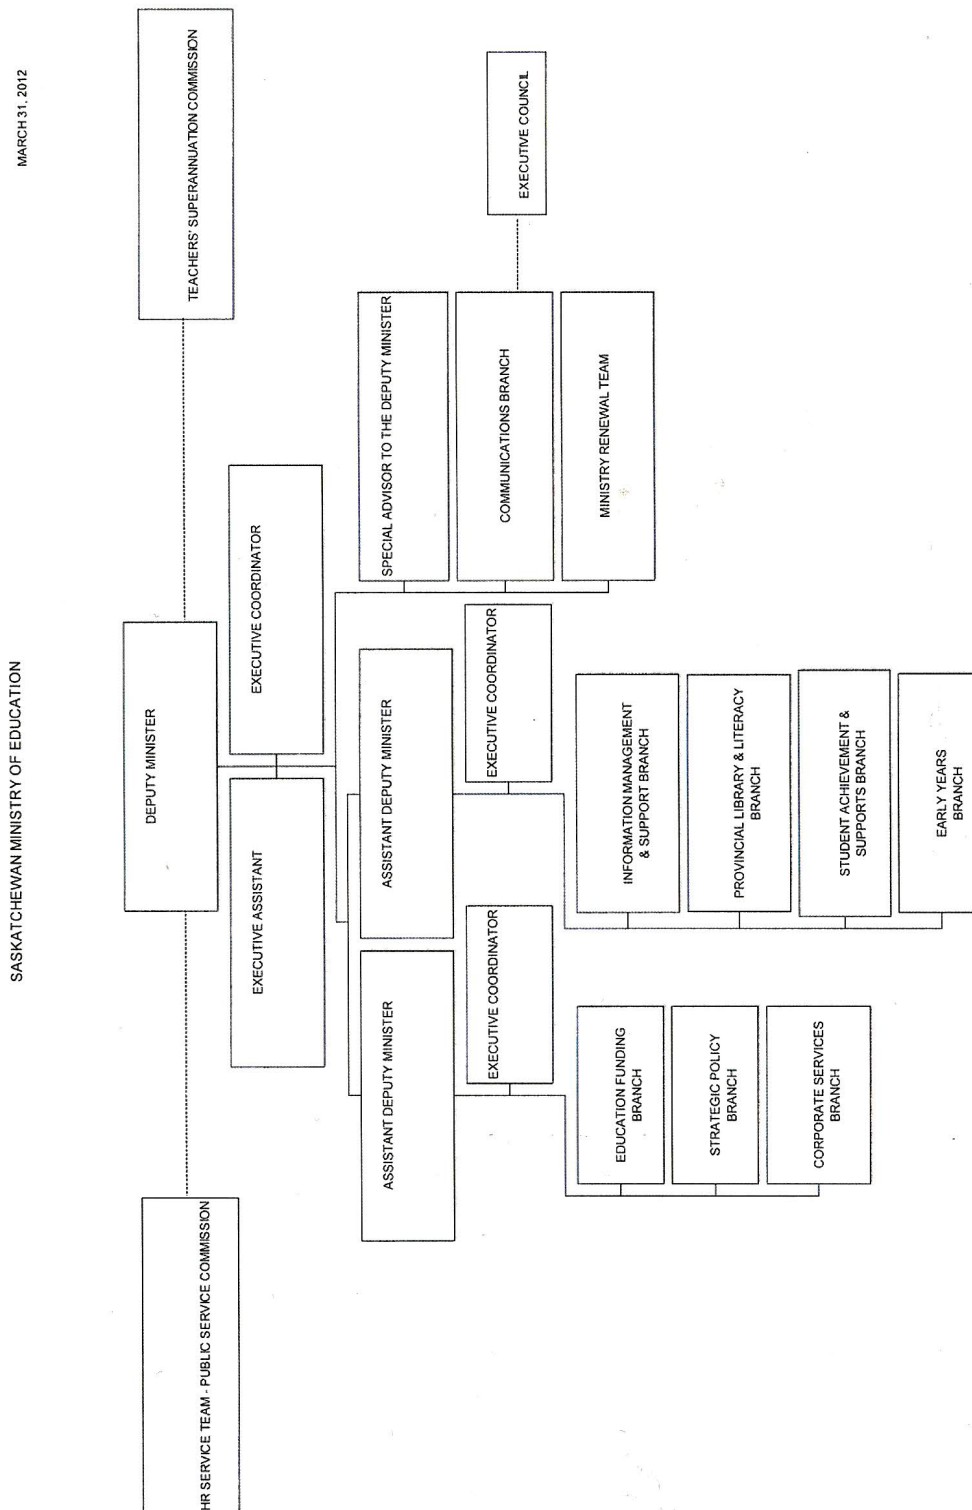 MARCH 31, 2012
SASKATCHEWAN MINISTRY OF EDUCATION
HR SERVICE TEAM - PUBLIC SERVICE COMMISSION
DEPUTY MINISTER
TEACHERS' SUPERANNUATION COMMISSION
EXECUTIVE ASSISTANT
EXECUTIVE COORDINATOR
ASSISTANT DEPUTY MINISTER
ASSISTANT DEPUTY MINISTER
SPECIAL ADVISOR TO THE DEPUTY MINISTER
EXECUTIVE COORDINATOR
EXECUTIVE COORDINATOR
COMMUNICATIONS BRANCH
EXECUTIVE COUNCIL
MINISTRY RENEWAL TEAM
EDUCATION FUNDING
BRANCH
STRATEGIC POLICY
BRANCH
CORPORATE SERVICES
BRANCH
INFORMATION MANAGEMENT
& SUPPORT BRANCH
PROVINCIAL LIBRARY & LITERACY
BRANCH
STUDENT ACHIEVEMENT &
SUPPORTS BRANCH
EARLY YEARS
BRANCH